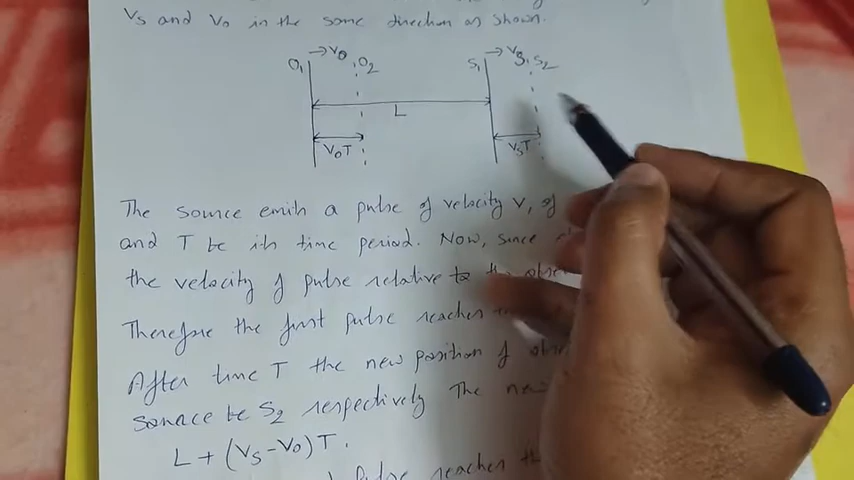 Vs and Vo in the same direction as shown.
O1 → Vo O2 S1 → Vs S2
L
VoT VsT
The source emits a pulse of velocity V, of
and T be its time period. Now, since
the velocity of pulse relative to the
Therefore the first pulse reaches
After time T the new position of
source be S2 respectively. The
L + (Vs - Vo) T.
Pulse reaches the